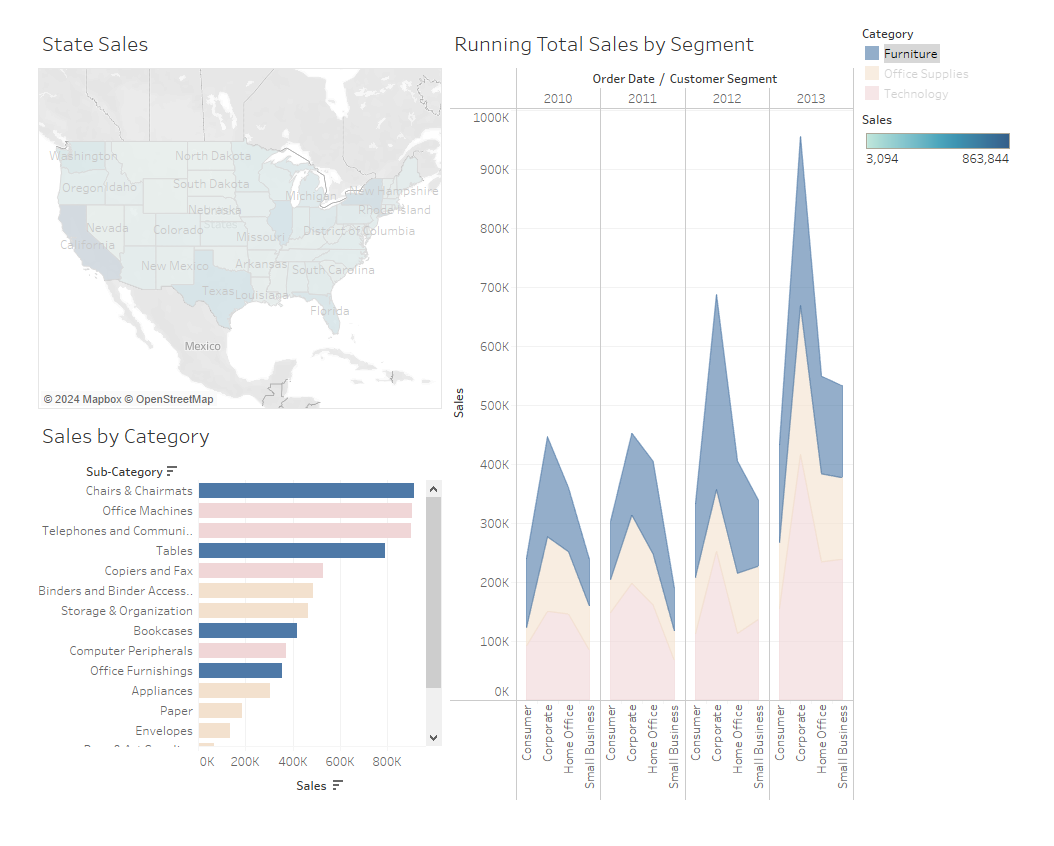 State Sales
Washington
North Dakota
Oregon
Idaho
South Dakota
Michigan
New Hampshire
Nebraska
Rhode Island
Nevada
Colorado
States
Missouri
District of Columbia
California
New Mexico
Arkansas
South Carolina
Texas
Louisiana
Florida
Mexico
© 2024 Mapbox © OpenStreetMap
Sales by Category
Sub-Category
Chairs & Chairmats
Office Machines
Telephones and Communi..
Tables
Copiers and Fax
Binders and Binder Access..
Storage & Organization
Bookcases
Computer Peripherals
Office Furnishings
Appliances
Paper
Envelopes
0K 200K 400K 600K 800K
Sales
Running Total Sales by Segment
Order Date / Customer Segment
2010 2011 2012 2013
1000K
900K
800K
700K
600K
500K
400K
300K
200K
100K
0K
Sales
Consumer
Corporate
Home Office
Small Business
Consumer
Corporate
Home Office
Small Business
Consumer
Corporate
Home Office
Small Business
Consumer
Corporate
Home Office
Small Business
Category
Furniture
Office Supplies
Technology
Sales
3,094 863,844